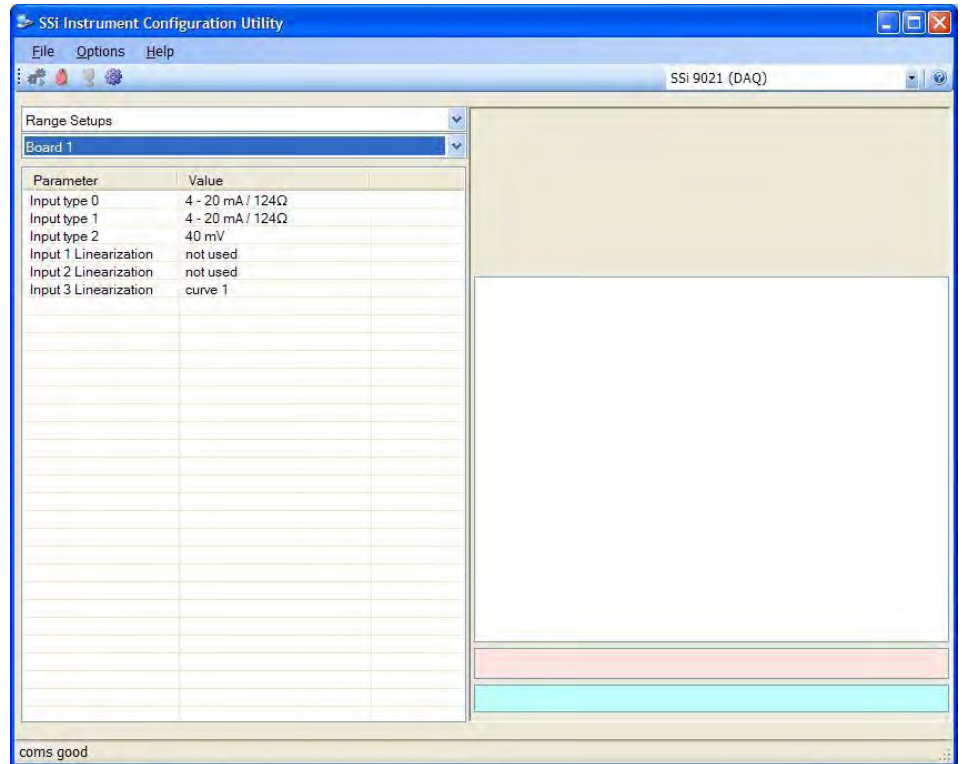 SSi Instrument Configuration Utility
File Options Help
SSi 9021 (DAQ)
Range Setups
Board 1
Parameter Value
Input type 0 4 - 20 mA / 124Ω
Input type 1 4 - 20 mA / 124Ω
Input type 2 40 mV
Input 1 Linearization not used
Input 2 Linearization not used
Input 3 Linearization curve 1
coms good